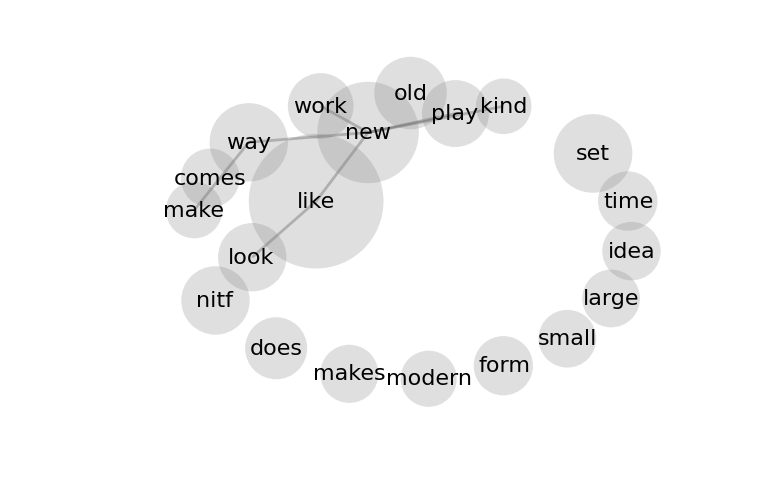 old
work
play kind
new
way
set
comes
like
time
make
look
idea
nitf
large
small
does
form
makes
modern